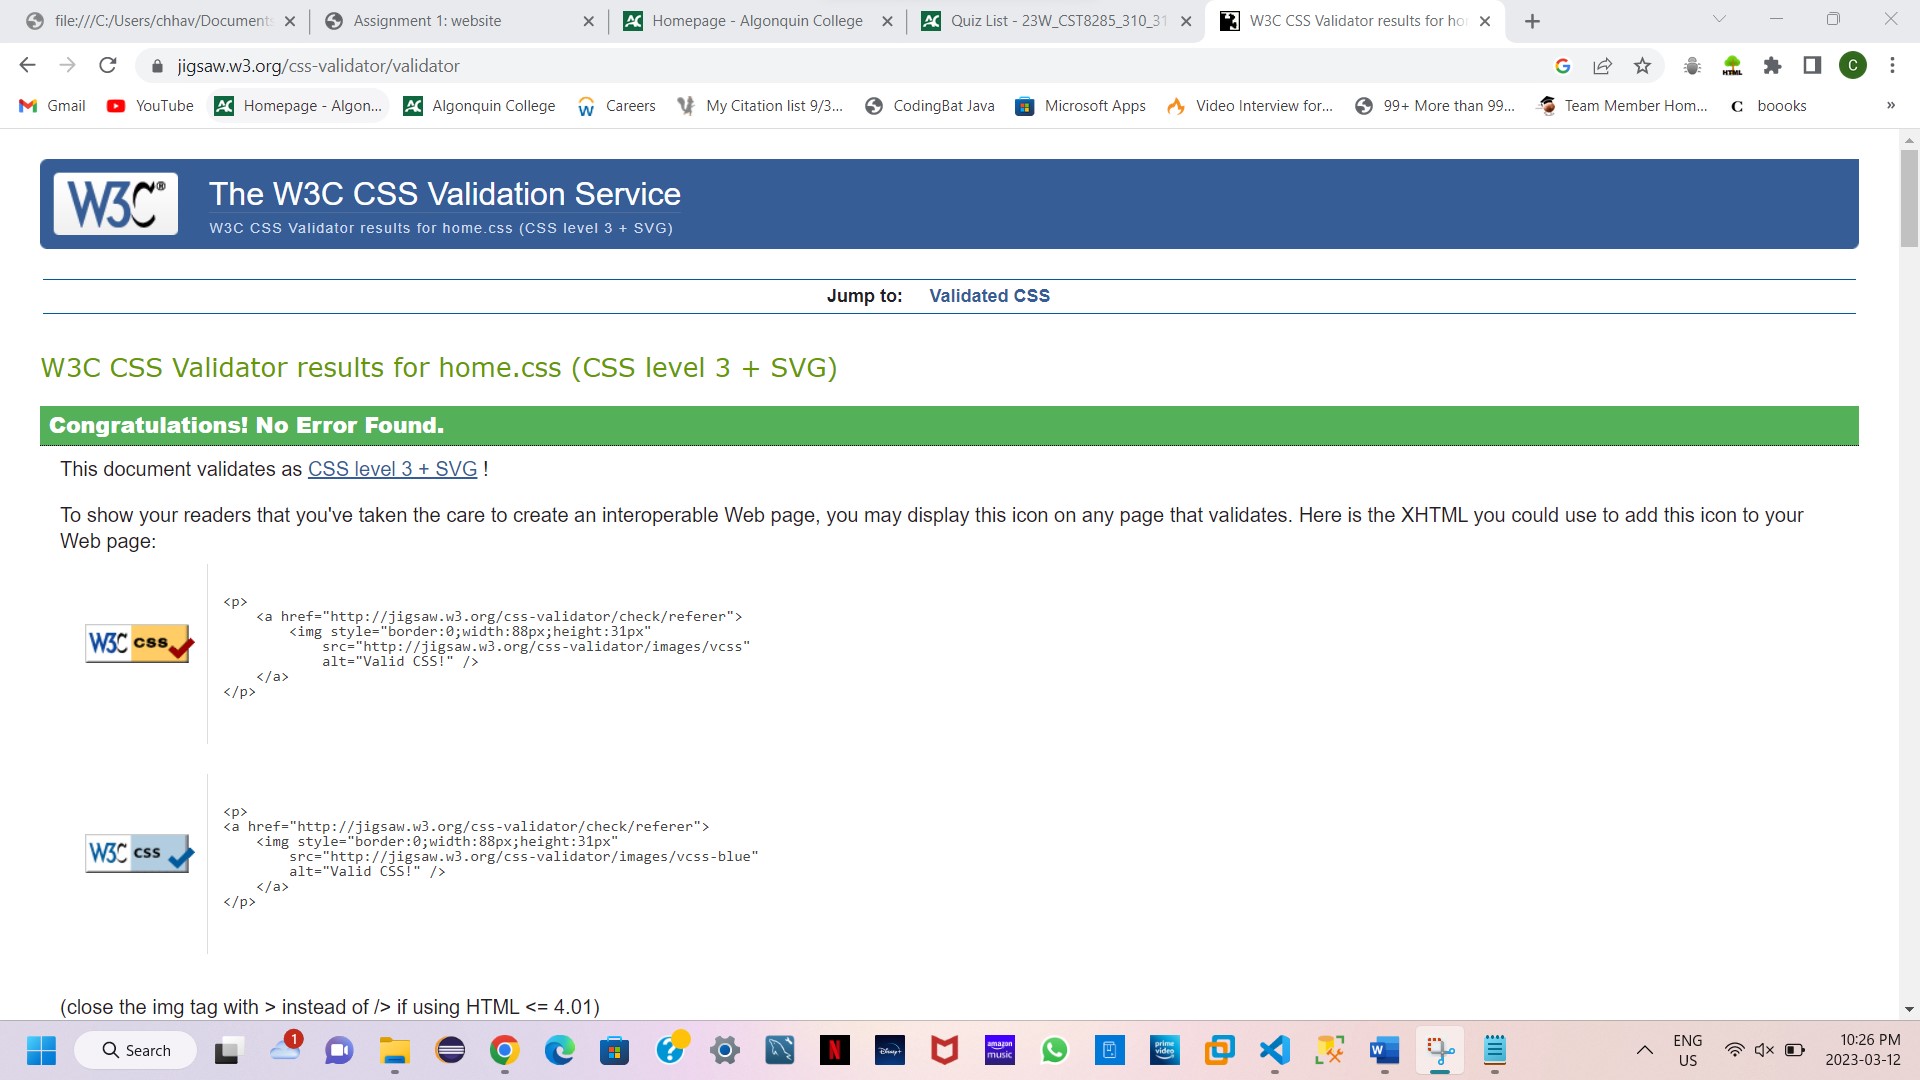 file:///C:/Users/chhav/Documents
Assignment 1: website
Homepage - Algonquin College
Quiz List - 23W_CST8285_310_31
W3C CSS Validator results for ho
jigsaw.w3.org/css-validator/validator
HTML
C
Gmail
YouTube
Homepage - Algon...
Algonquin College
Careers
My Citation list 9/3...
CodingBat Java
Microsoft Apps
Video Interview for...
99+ More than 99...
Team Member Hom...
C boooks
»
W3C®
The W3C CSS Validation Service
W3C CSS Validator results for home.css (CSS level 3 + SVG)
Jump to: Validated CSS
W3C CSS Validator results for home.css (CSS level 3 + SVG)
Congratulations! No Error Found.
This document validates as CSS level 3 + SVG !
To show your readers that you've taken the care to create an interoperable Web page, you may display this icon on any page that validates. Here is the XHTML you could use to add this icon to your
Web page:
W3C css
<p>
<a href="http://jigsaw.w3.org/css-validator/check/referer">
<img style="border:0;width:88px;height:31px"
src="http://jigsaw.w3.org/css-validator/images/vcss"
alt="Valid CSS!" />
</a>
</p>
W3C css
<p>
<a href="http://jigsaw.w3.org/css-validator/check/referer">
<img style="border:0;width:88px;height:31px"
src="http://jigsaw.w3.org/css-validator/images/vcss-blue"
alt="Valid CSS!" />
</a>
</p>
(close the img tag with > instead of /> if using HTML <= 4.01)
Search
1
?
N
Disney+
amazon music
prime video
W
ENG
US
10:26 PM
2023-03-12